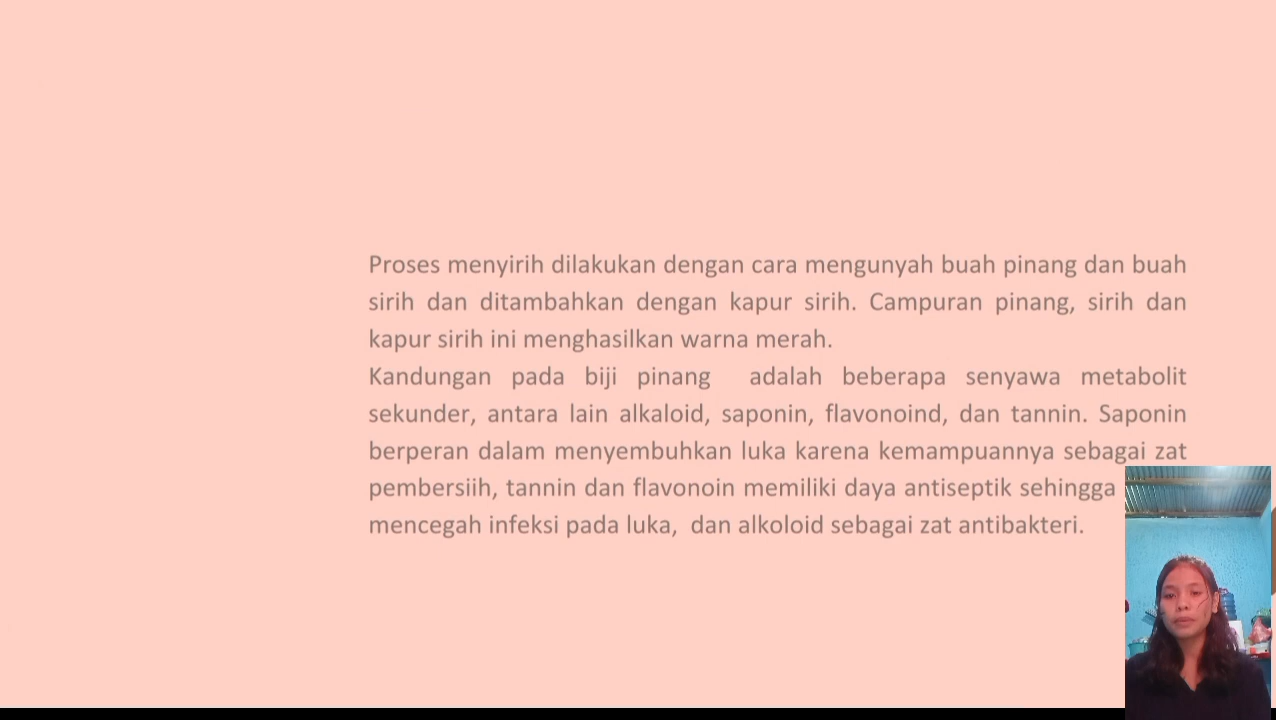 Proses menyirih dilakukan dengan cara mengunyah buah pinang dan buah
sirih dan ditambahkan dengan kapur sirih. Campuran pinang, sirih dan
kapur sirih ini menghasilkan warna merah.
Kandungan pada biji pinang adalah beberapa senyawa metabolit
sekunder, antara lain alkaloid, saponin, flavonoind, dan tannin. Saponin
berperan dalam menyembuhkan luka karena kemampuannya sebagai zat
pembersiih, tannin dan flavonoin memiliki daya antiseptik sehingga
mencegah infeksi pada luka, dan alkoloid sebagai zat antibakteri.